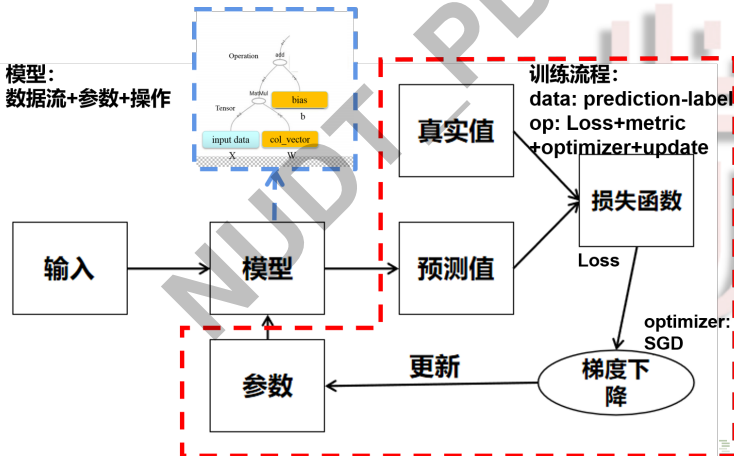 模型：
数据流+参数+操作
Operation
add
MatMul
bias
b
Tensor
input data
col_vector
X
W
训练流程：
data: prediction-label
op: Loss+metric
+optimizer+update
真实值
损失函数
输入
模型
预测值
Loss
optimizer:
SGD
参数
更新
梯度下
降
NUDT_PD